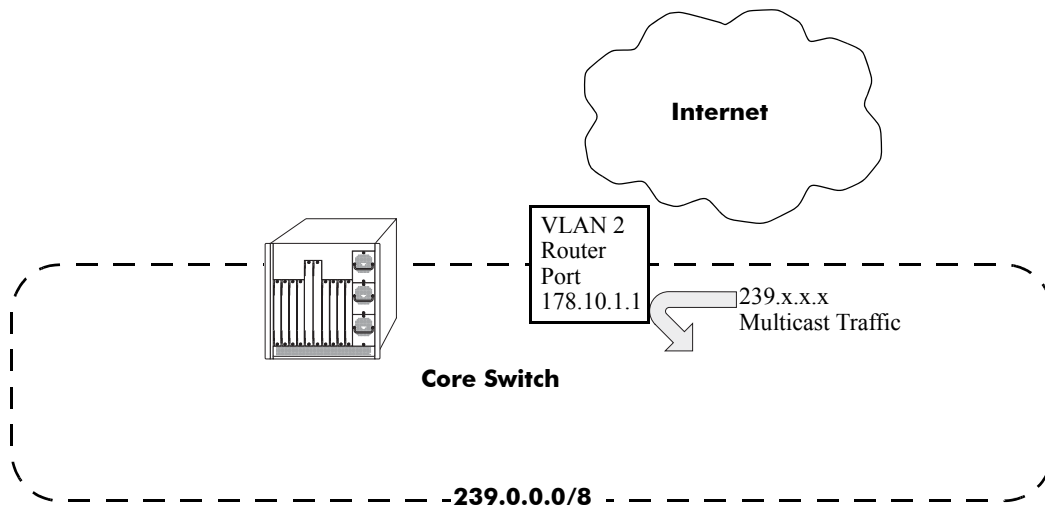 Internet
VLAN 2
Router
Port
178.10.1.1
239.x.x.x
Multicast Traffic
Core Switch
239.0.0.0/8